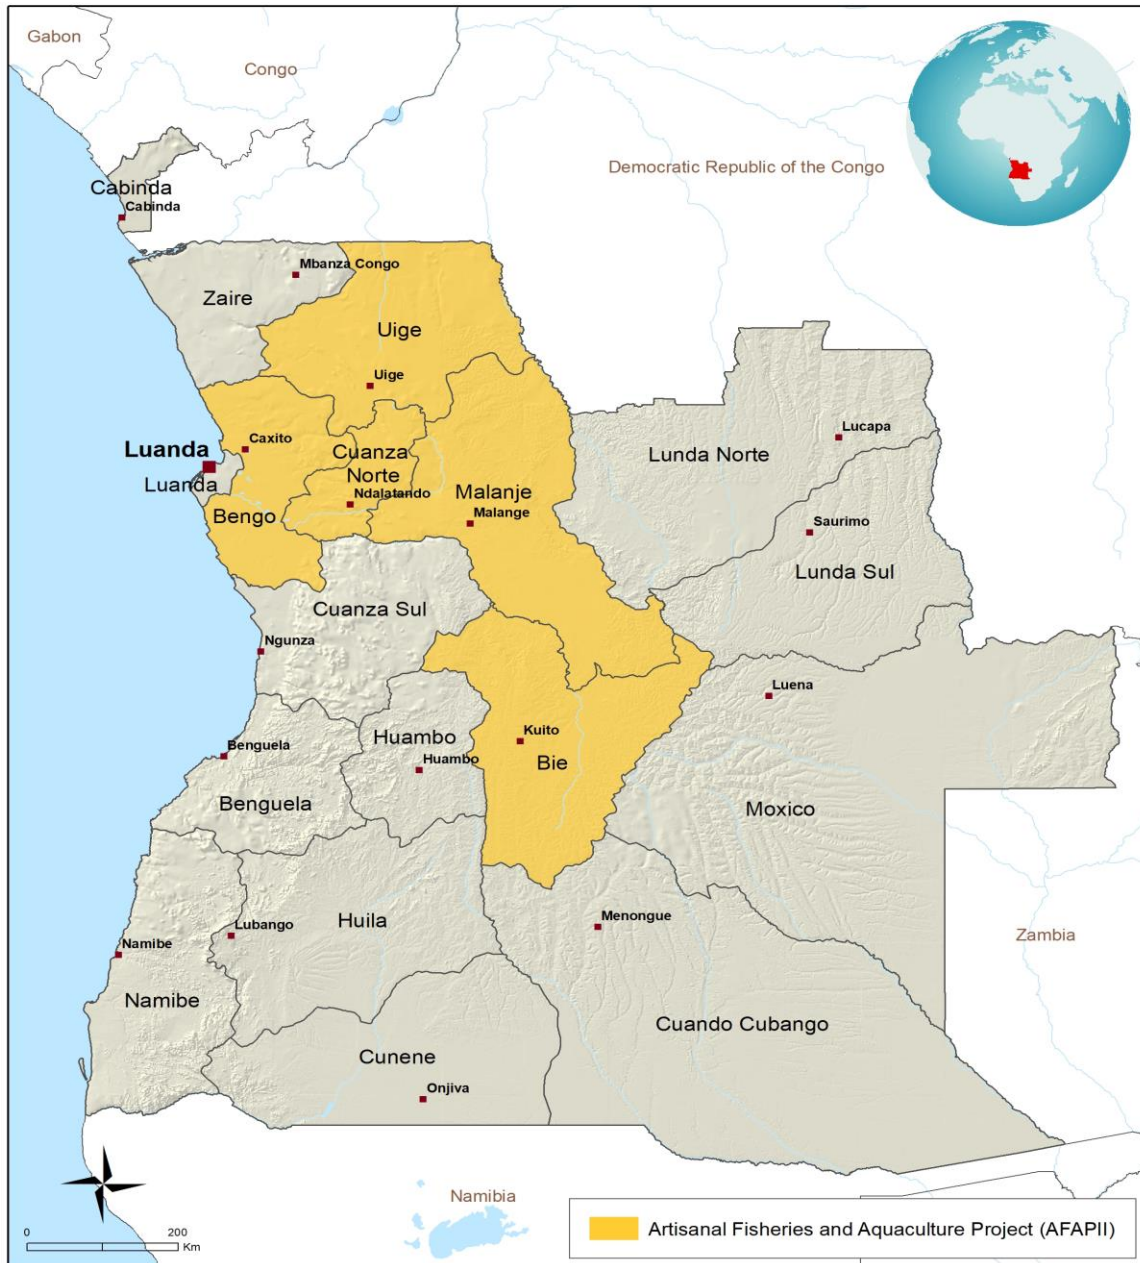 Gabon
Congo
Democratic Republic of the Congo
Cabinda
Cabinda
Mbanza Congo
Zaire
Uige
Uige
Lucapa
Caxito
Luanda
Cuanza
Norte
Lunda Norte
Luanda
Ndalatando
Malanje
Malange
Bengo
Saurimo
Lunda Sul
Cuanza Sul
Ngunza
Luena
Huambo
Kuito
Benguela
Huambo
Bie
Benguela
Moxico
Huila
Menongue
Lubango
Namibe
Zambia
Namibe
Cuando Cubango
Cunene
Onjiva
Namibia
0 200
Km
Artisanal Fisheries and Aquaculture Project (AFAPII)